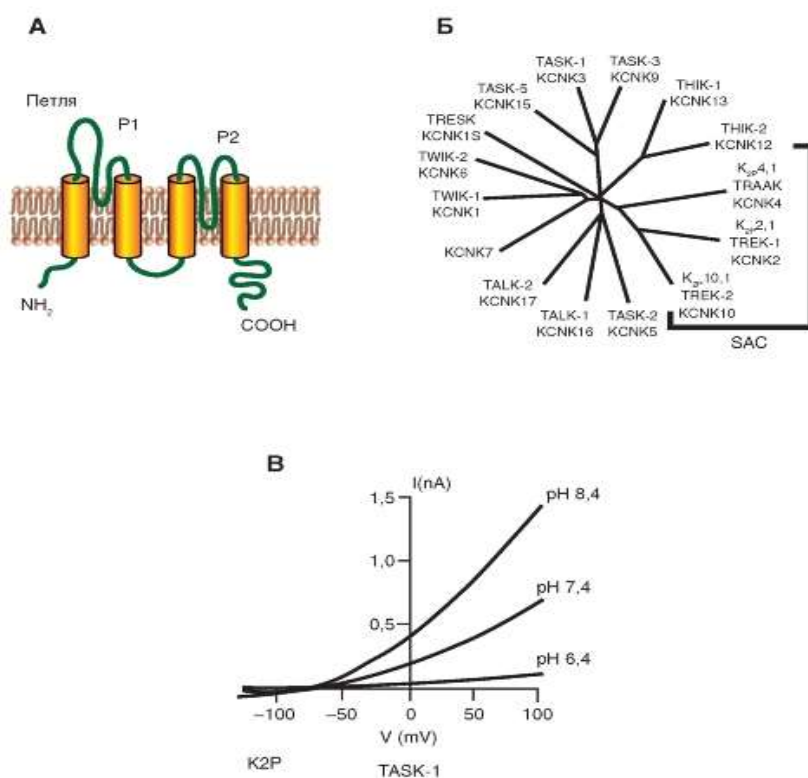 А
Петля
P1
P2
NH₂
COOH
Б
TASK-1
KCNK3
TASK-3
KCNK9
TASK-5
KCNK15
THIK-1
KCNK13
TRESK
KCNK1S
THIK-2
KCNK12
TWIK-2
KCNK6
K₂ₚ4,1
TRAAK
KCNK4
TWIK-1
KCNK1
K₂ₚ2,1
TREK-1
KCNK2
KCNK7
K₂ₚ10,1
TREK-2
KCNK10
TALK-2
KCNK17
TALK-1
KCNK16
TASK-2
KCNK5
SAC
В
I(nA)
1,5
1,0
0,5
pH 8,4
pH 7,4
pH 6,4
−100
−50
0
50
100
V (mV)
K2P
TASK-1